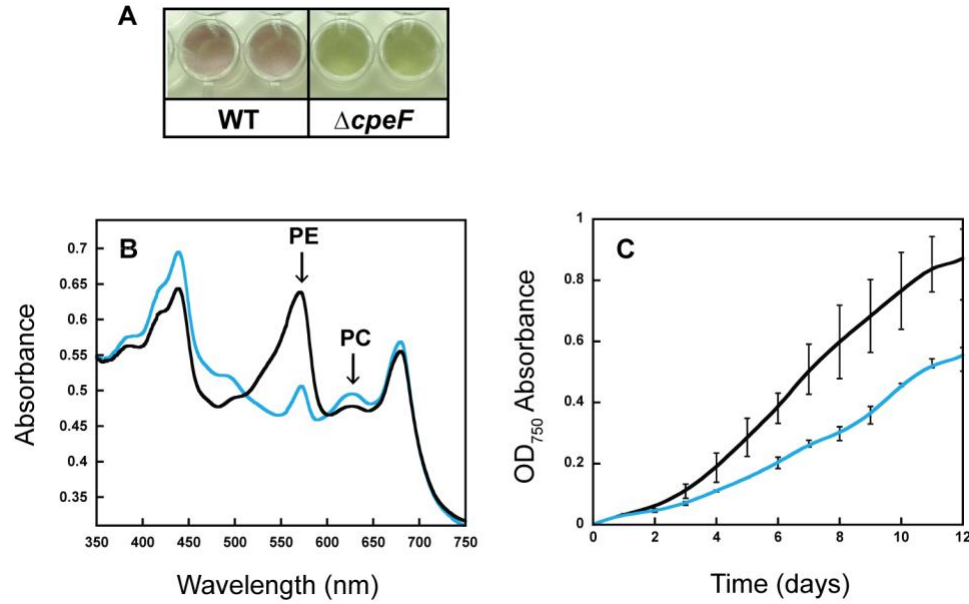 A
WT
ΔcpeF
B
PE
PC
0.7
0.65
0.6
0.55
0.5
0.45
0.4
0.35
350
400
450
500
550
600
650
700
750
Absorbance
Wavelength (nm)
C
1
0.8
0.6
0.4
0.2
0
0
2
4
6
8
10
12
OD₇₅₀ Absorbance
Time (days)